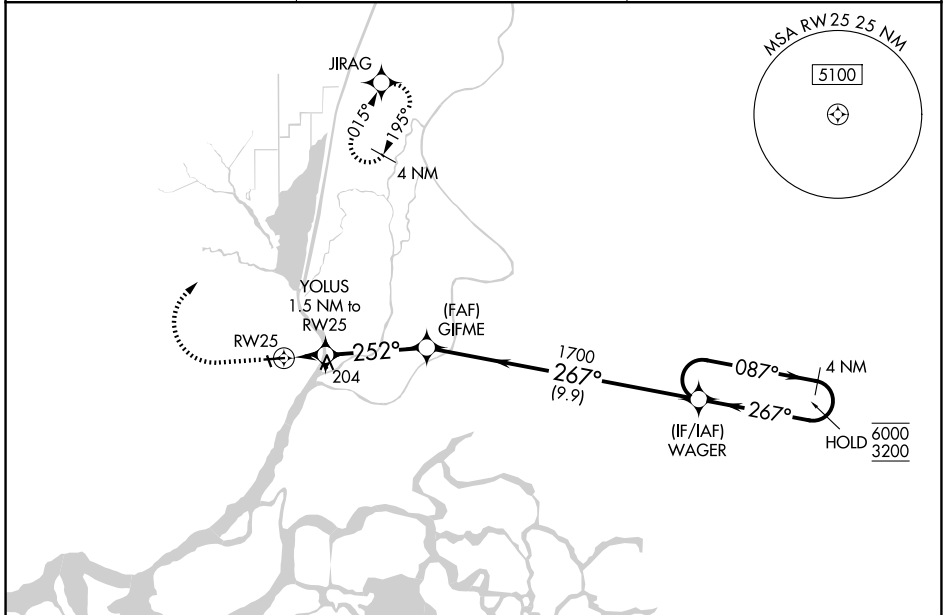 MSA RW25 25 NM
5100
JIRAG
015°
195°
4 NM
YOLUS
1.5 NM to
RW25
(FAF)
GIFME
RW25
252°
204
1700
267°
(9.9)
087°
4 NM
267°
(IF/IAF)
WAGER
HOLD
6000
3200